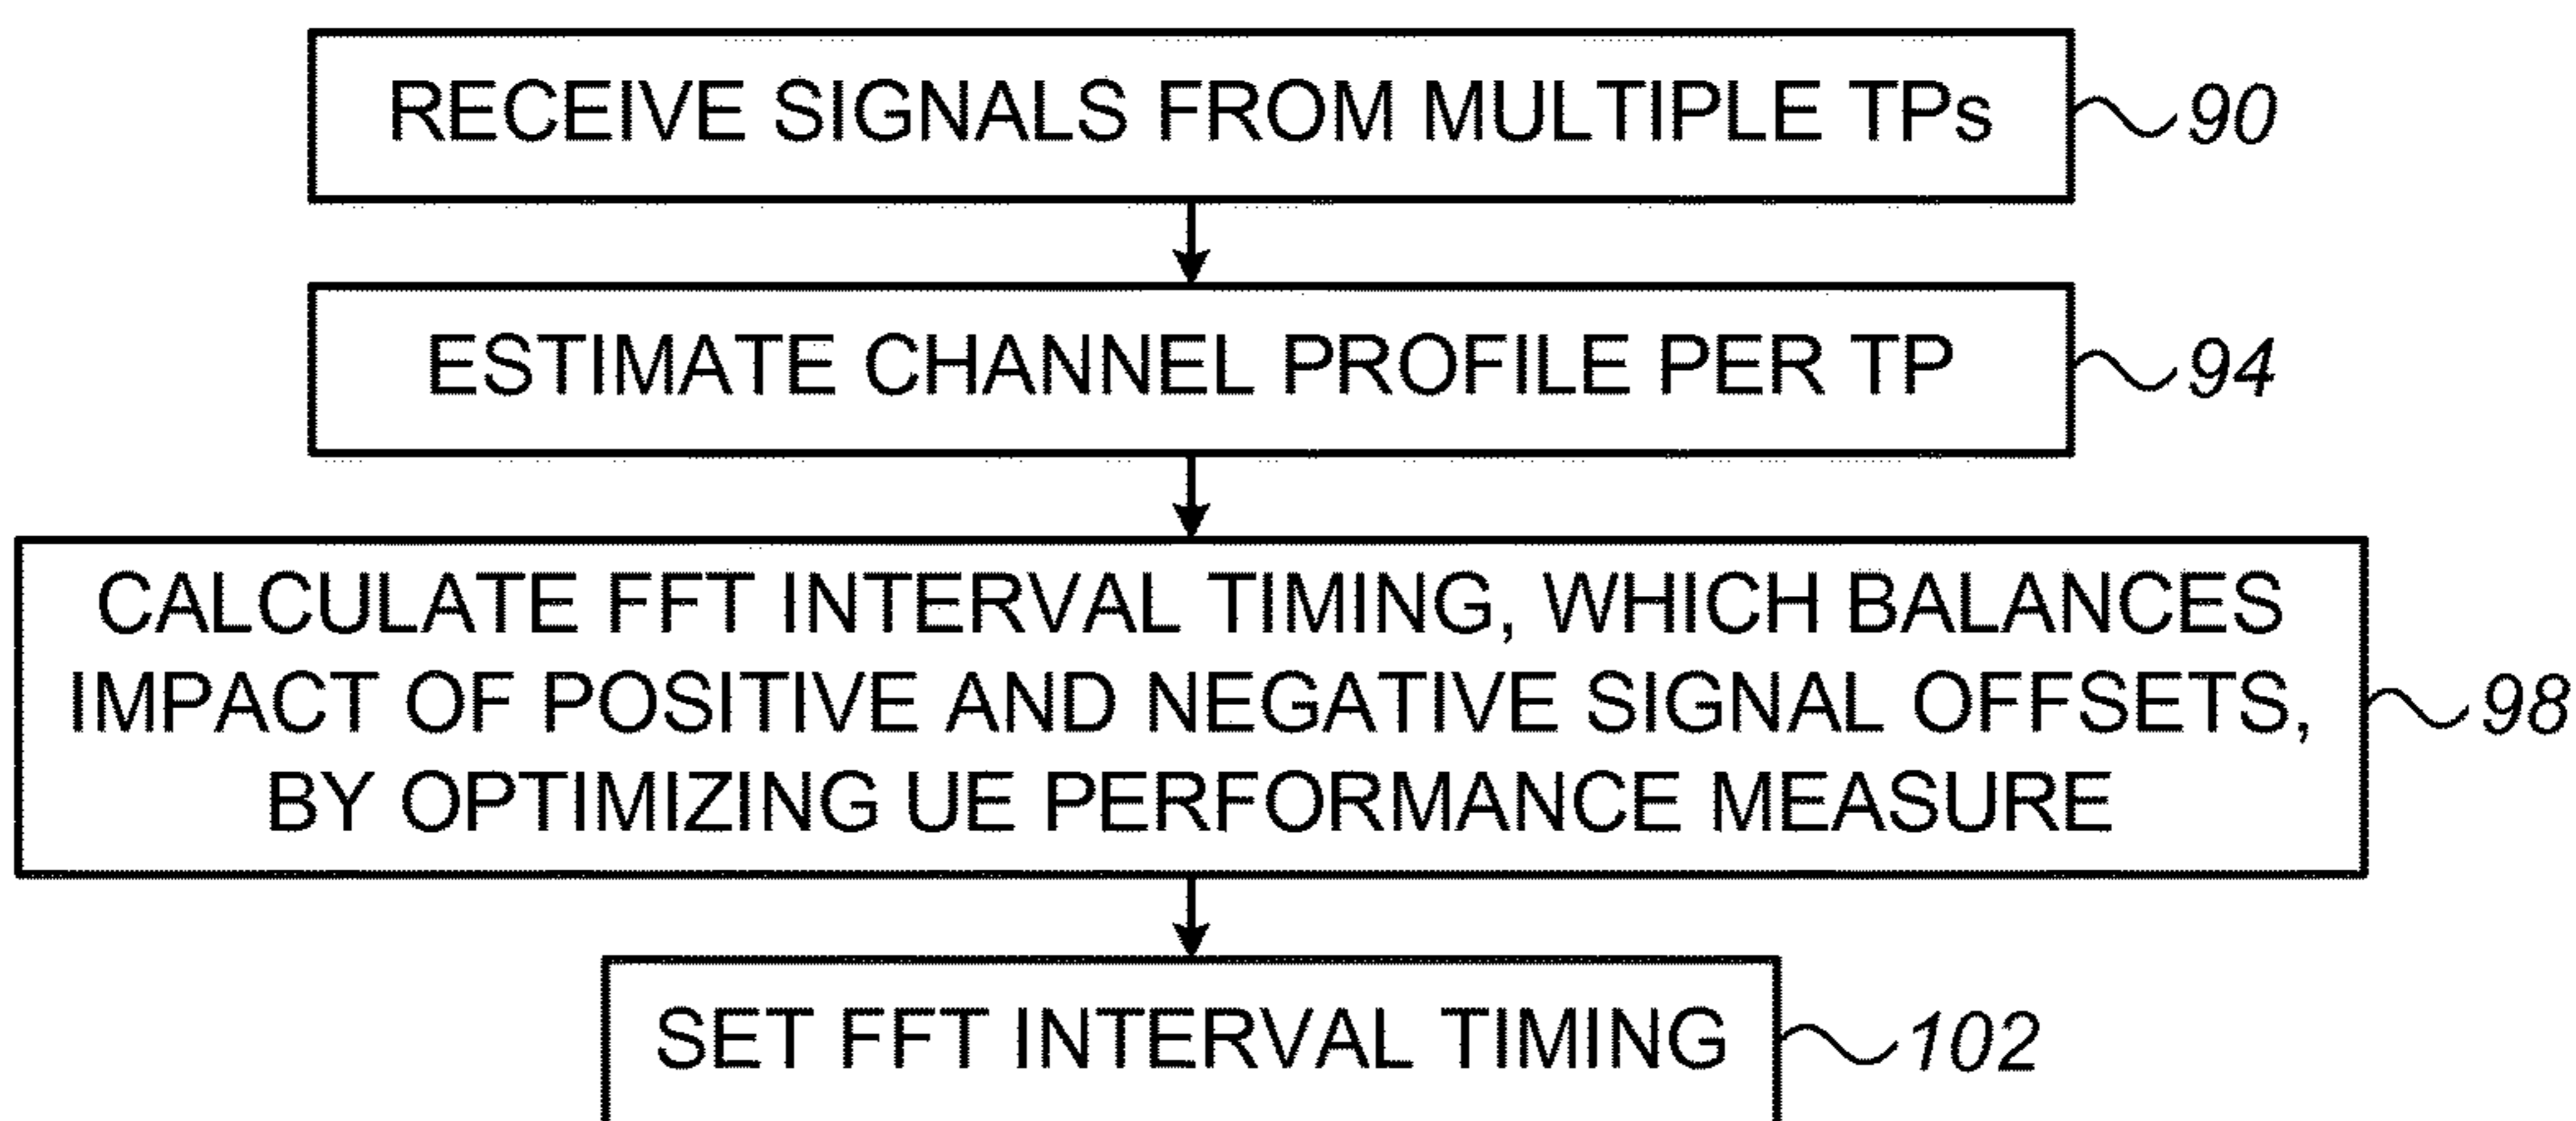 RECEIVE SIGNALS FROM MULTIPLE TPs
90
ESTIMATE CHANNEL PROFILE PER TP
94
CALCULATE FFT INTERVAL TIMING, WHICH BALANCES
IMPACT OF POSITIVE AND NEGATIVE SIGNAL OFFSETS,
BY OPTIMIZING UE PERFORMANCE MEASURE
98
SET FFT INTERVAL TIMING
102